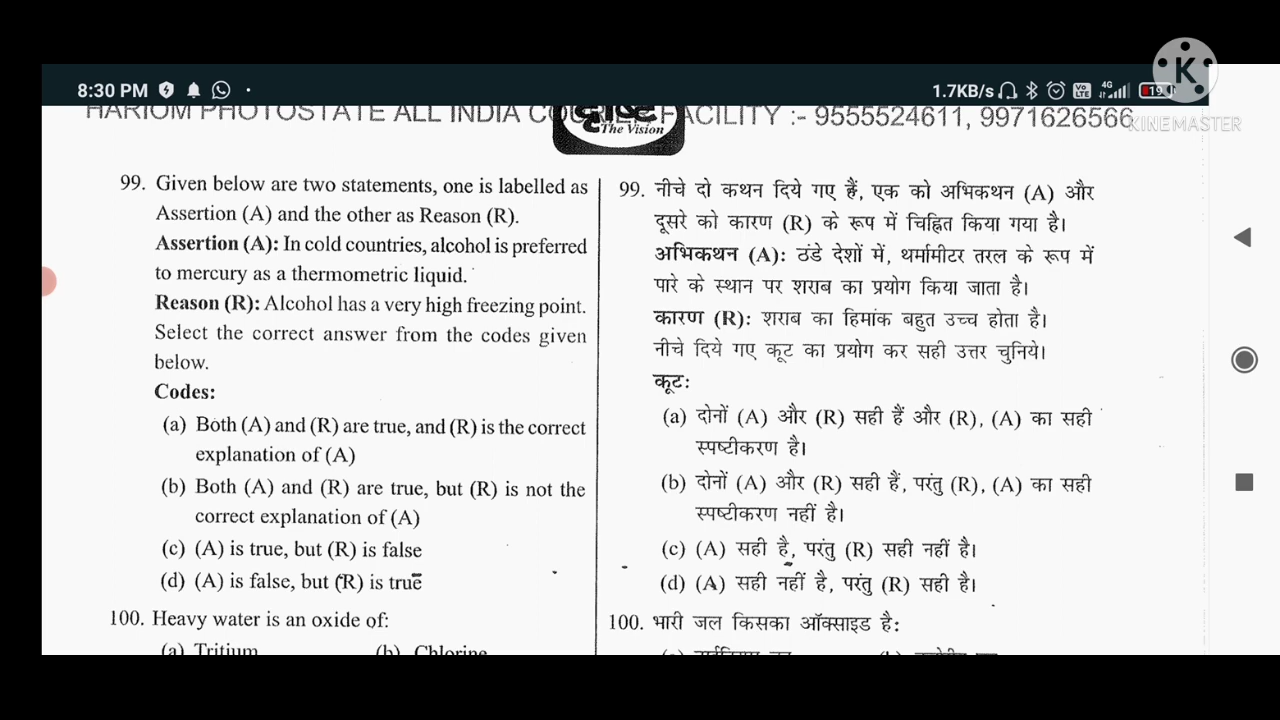 8:30 PM
1.7KB/s
Vo LTE
4G
19
K
KINEMASTER
HARIOM PHOTOSTATE ALL INDIA FACILITY :- 9555524611, 9971626566
The Vision
99. Given below are two statements, one is labelled as
Assertion (A) and the other as Reason (R).
Assertion (A): In cold countries, alcohol is preferred
to mercury as a thermometric liquid.
Reason (R): Alcohol has a very high freezing point.
Select the correct answer from the codes given
below.
Codes:
(a) Both (A) and (R) are true, and (R) is the correct
explanation of (A)
(b) Both (A) and (R) are true, but (R) is not the
correct explanation of (A)
(c) (A) is true, but (R) is false
(d) (A) is false, but (R) is true
100. Heavy water is an oxide of:
(a) Tritium (b) Chlorine
99. नीचे दो कथन दिये गए हैं, एक को अभिकथन (A) और
दूसरे को कारण (R) के रूप में चिह्नित किया गया है।
अभिकथन (A): ठंडे देशों में, थर्मामीटर तरल के रूप में
पारे के स्थान पर शराब का प्रयोग किया जाता है।
कारण (R): शराब का हिमांक बहुत उच्च होता है।
नीचे दिये गए कूट का प्रयोग कर सही उत्तर चुनिये।
कूट:
(a) दोनों (A) और (R) सही हैं और (R), (A) का सही
स्पष्टीकरण है।
(b) दोनों (A) और (R) सही हैं, परंतु (R), (A) का सही
स्पष्टीकरण नहीं है।
(c) (A) सही है, परंतु (R) सही नहीं है।
(d) (A) सही नहीं है, परंतु (R) सही है।
100. भारी जल किसका ऑक्साइड है: